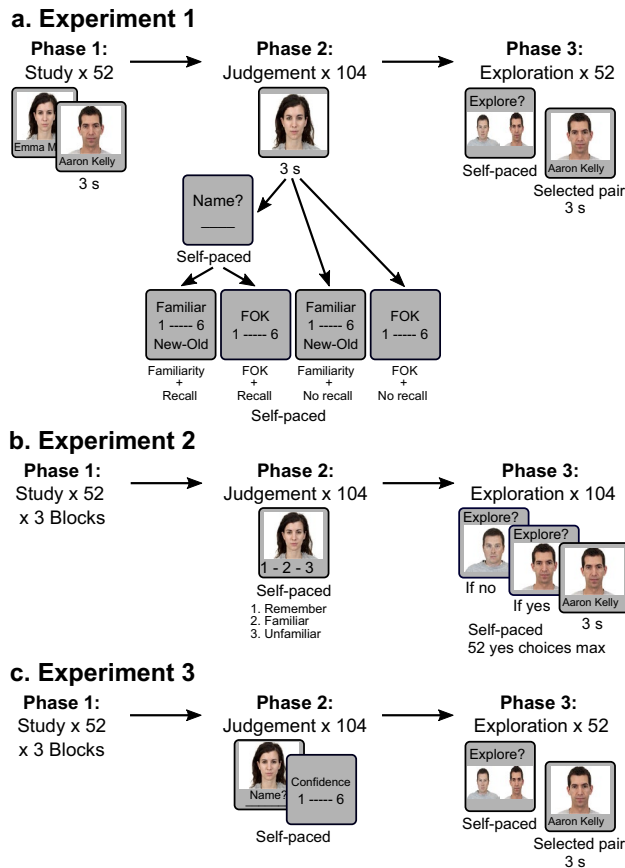 a. Experiment 1
Phase 1:
Study x 52
Emma M
Aaron Kelly
3 s
Phase 2:
Judgement x 104
3 s
Name?
Self-paced
Familiar
1 ----- 6
New-Old
Familiarity
+
Recall
FOK
1 ----- 6
FOK
+
Recall
Familiar
1 ----- 6
New-Old
Familiarity
+
No recall
FOK
1 ----- 6
FOK
+
No recall
Self-paced
Phase 3:
Exploration x 52
Explore?
Self-paced
Aaron Kelly
Selected pair
3 s
b. Experiment 2
Phase 1:
Study x 52
x 3 Blocks
Phase 2:
Judgement x 104
1 - 2 - 3
Self-paced
1. Remember
2. Familiar
3. Unfamiliar
Phase 3:
Exploration x 104
Explore?
If no
Explore?
If yes
Aaron Kelly
3 s
Self-paced
52 yes choices max
c. Experiment 3
Phase 1:
Study x 52
x 3 Blocks
Phase 2:
Judgement x 104
Name?
Confidence
1 ----- 6
Self-paced
Phase 3:
Exploration x 52
Explore?
Self-paced
Aaron Kelly
Selected pair
3 s